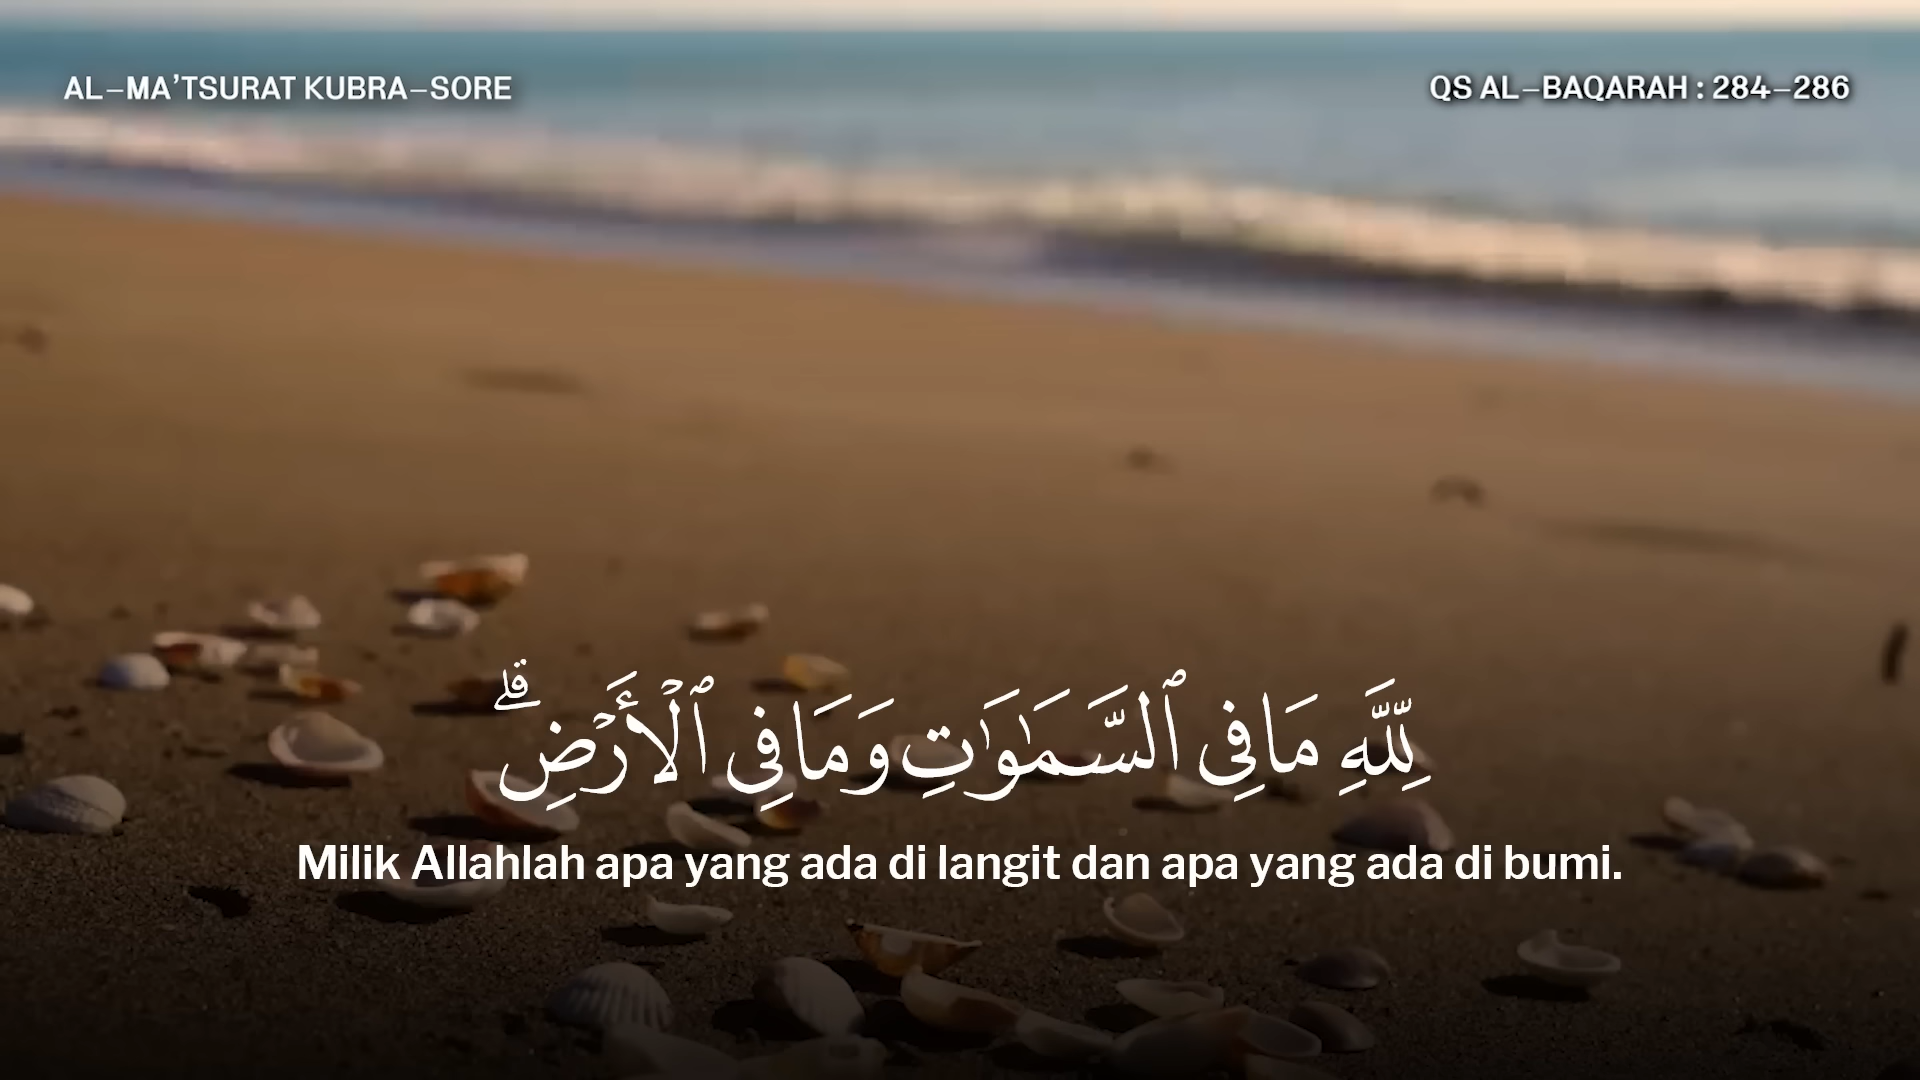 AL–MA’TSURAT KUBRA–SORE
QS AL–BAQARAH : 284–286
لِلَّهِ مَا فِي ٱلسَّمَٰوَٰتِ وَمَا فِي ٱلْأَرْضِ ۗ
Milik Allahlah apa yang ada di langit dan apa yang ada di bumi.